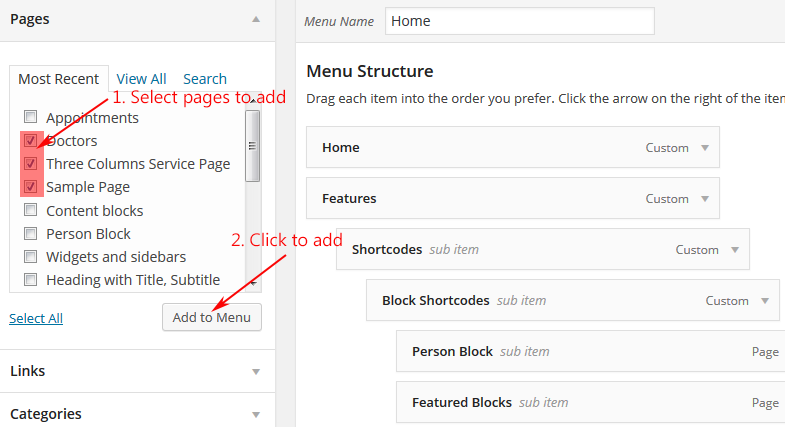 Pages
Most Recent View All Search
1. Select pages to add
Appointments
Doctors
Three Columns Service Page
Sample Page
Content blocks
Person Block
Widgets and sidebars
Heading with Title, Subtitle
2. Click to add
Select All
Add to Menu
Links
Categories
Menu Name Home
Menu Structure
Drag each item into the order you prefer. Click the arrow on the right of the item
Home Custom
Features Custom
Shortcodes sub item Custom
Block Shortcodes sub item Custom
Person Block sub item Page
Featured Blocks sub item Page